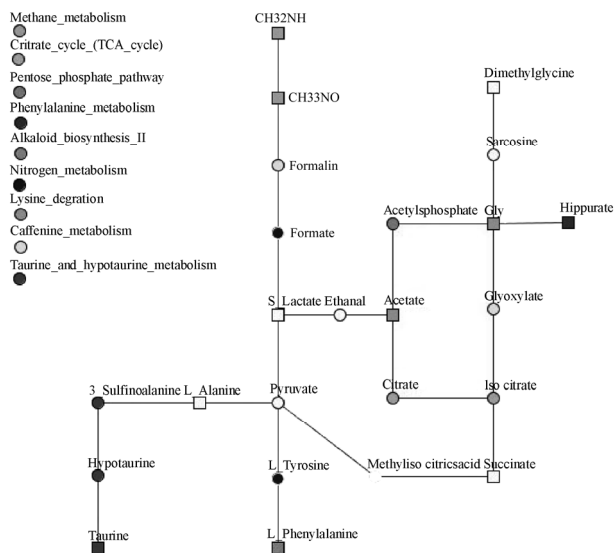 Methane_metabolism
Critrate_cycle_(TCA_cycle)
Pentose_phosphate_pathway
Phenylalanine_metabolism
Alkaloid_biosynthesis_II
Nitrogen_metabolism
Lysine_degration
Caffenine_metabolism
Taurine_and_hypotaurine_metabolism
CH32NH
CH33NO
Dimethylglycine
Sarcosine
Formalin
Formate
Acetylsphosphate
Gly
Hippurate
S_Lactate
Ethanal
Acetate
Glyoxylate
3_Sulfinoalanine
L_Alanine
Pyruvate
Citrate
Iso citrate
Hypotaurine
L_Tyrosine
Methyliso citricsacid
Succinate
Taurine
L_Phenylalanine